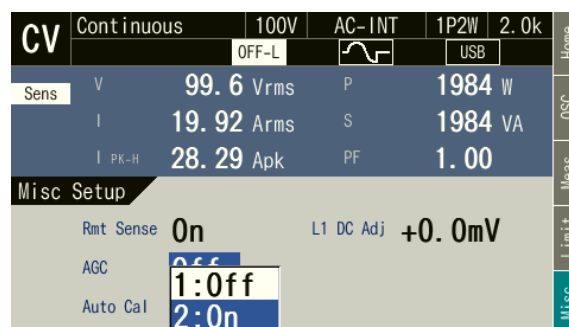 CV Continuous 100V AC-INT 1P2W 2.0k
OFF-L USB
Home
Sens V 99.6 Vrms P 1984 W
OSC
I 19.92 Arms S 1984 VA
I PK-H 28.29 Apk PF 1.00
Meas
Misc Setup
Rmt Sense On L1 DC Adj +0.0mV
Limit
AGC Off
1:Off
Auto Cal 2:On
Misc